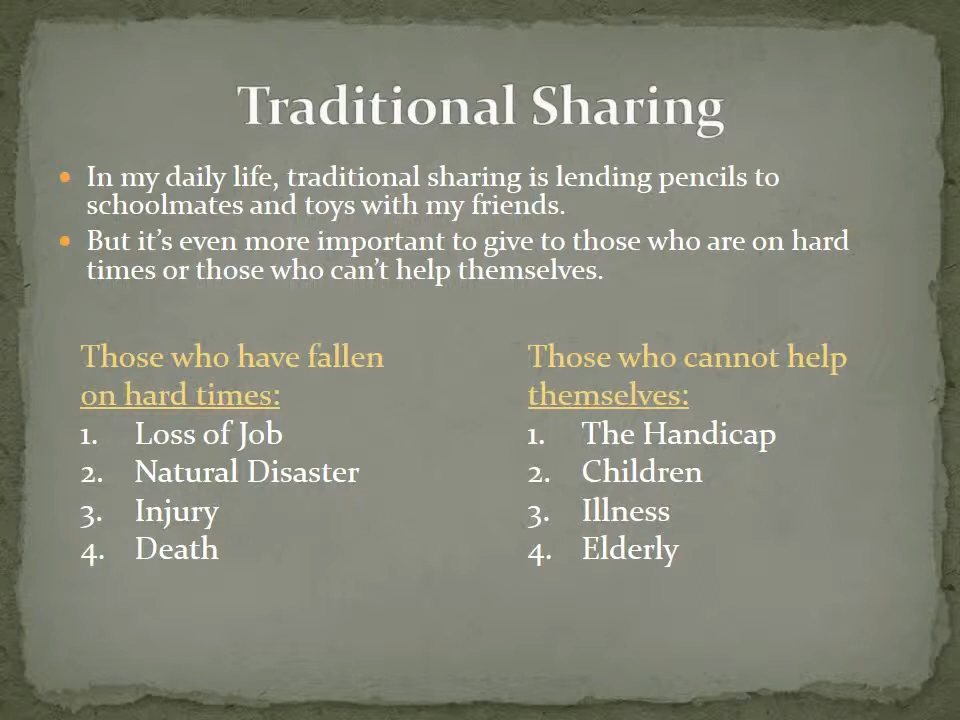 Traditional Sharing
• In my daily life, traditional sharing is lending pencils to
schoolmates and toys with my friends.
• But it's even more important to give to those who are on hard
times or those who can't help themselves.
Those who have fallen
on hard times:
1. Loss of Job
2. Natural Disaster
3. Injury
4. Death
Those who cannot help
themselves:
1. The Handicap
2. Children
3. Illness
4. Elderly